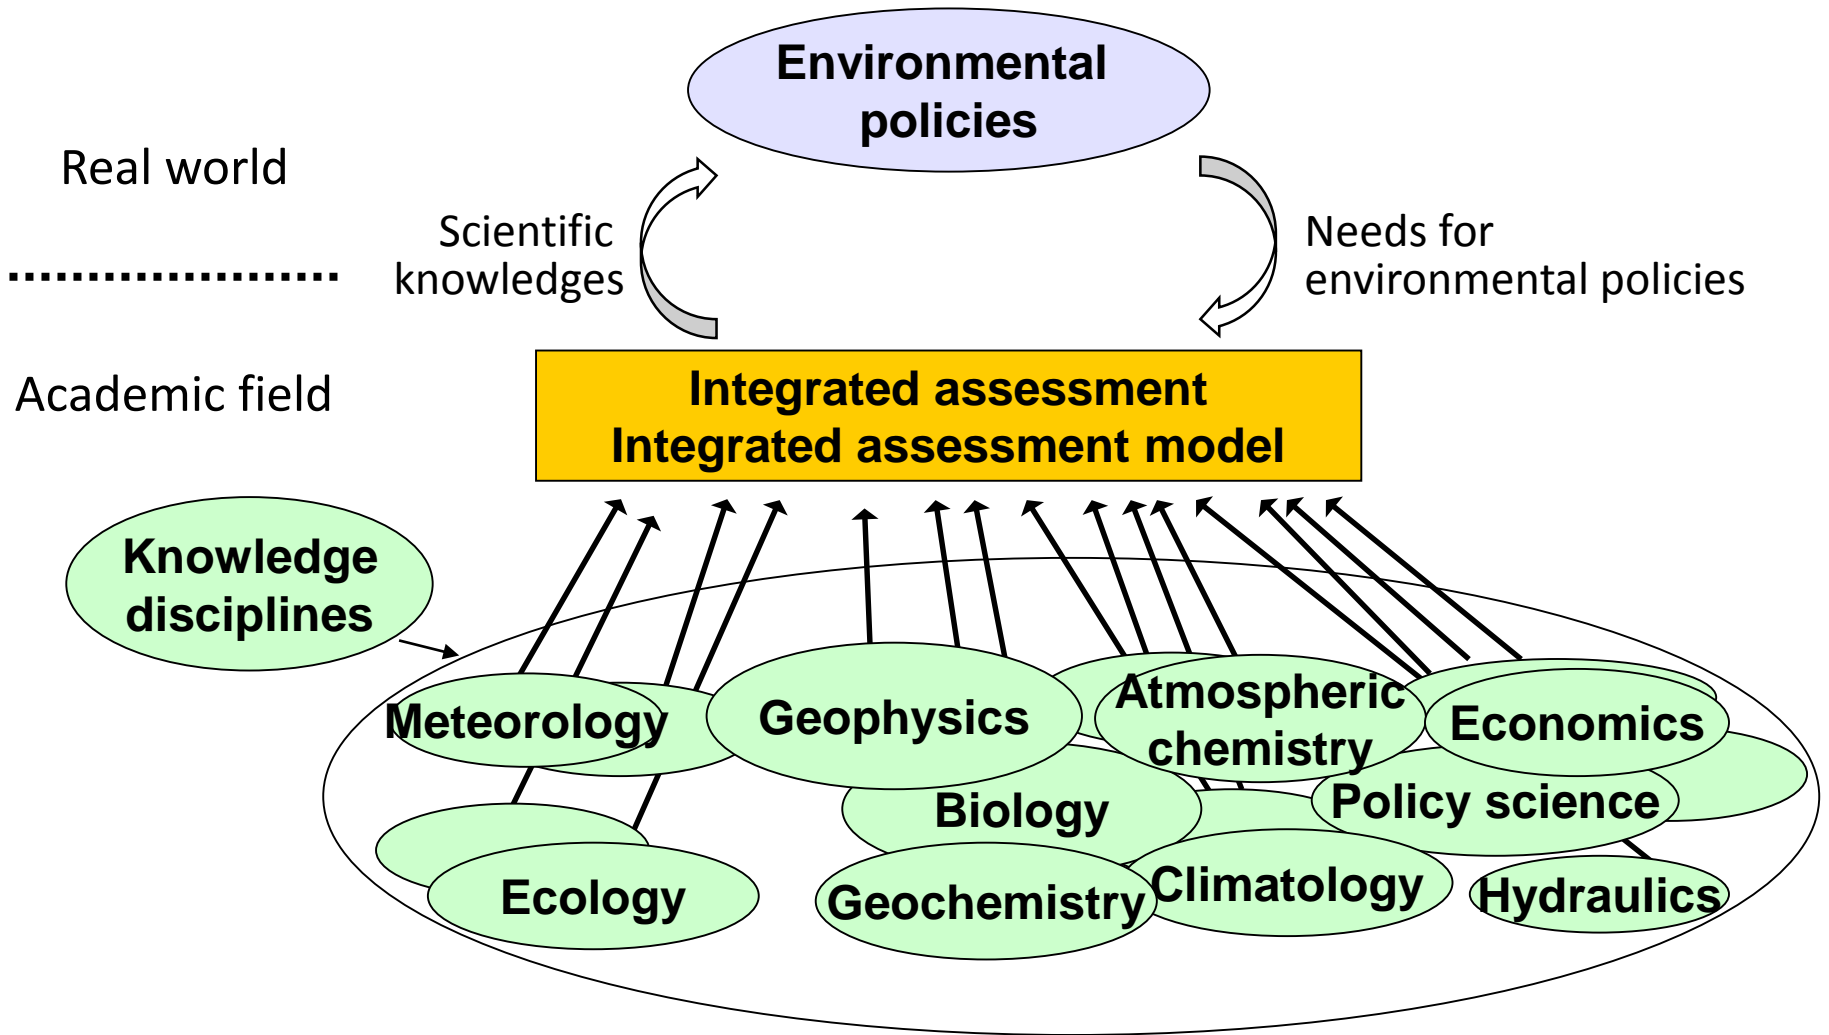 Environmental
policies
Real world
Scientific
knowledges
Needs for
environmental policies
Academic field
Integrated assessment
Integrated assessment model
Knowledge
disciplines
Meteorology
Geophysics
Atmospheric
chemistry
Economics
Biology
Policy science
Ecology
Geochemistry
Climatology
Hydraulics